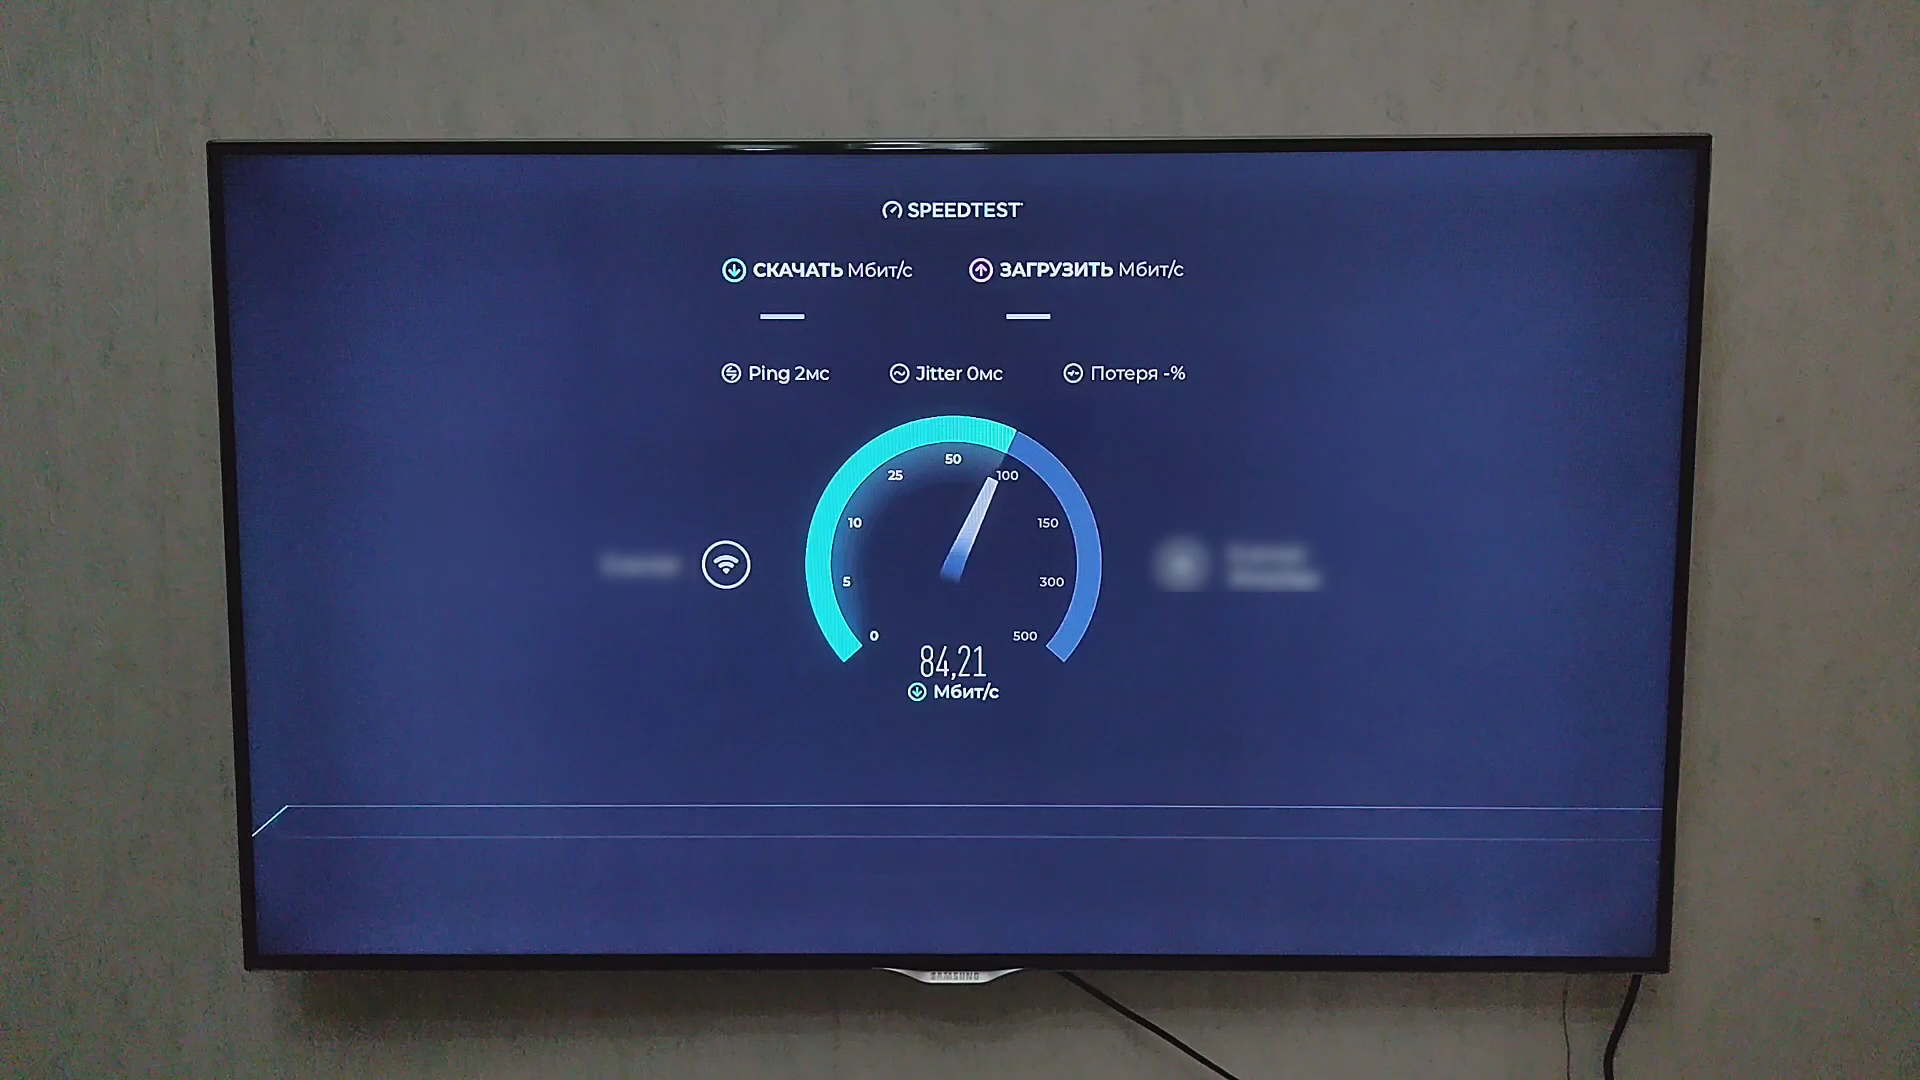 SPEEDTEST
СКАЧАТЬ Мбит/с ЗАГРУЗИТЬ Мбит/с
— —
Ping 2мс Jitter 0мс Потеря -%
50
25 100
10 150
5 300
0 500
84,21
Мбит/с
SAMSUNG